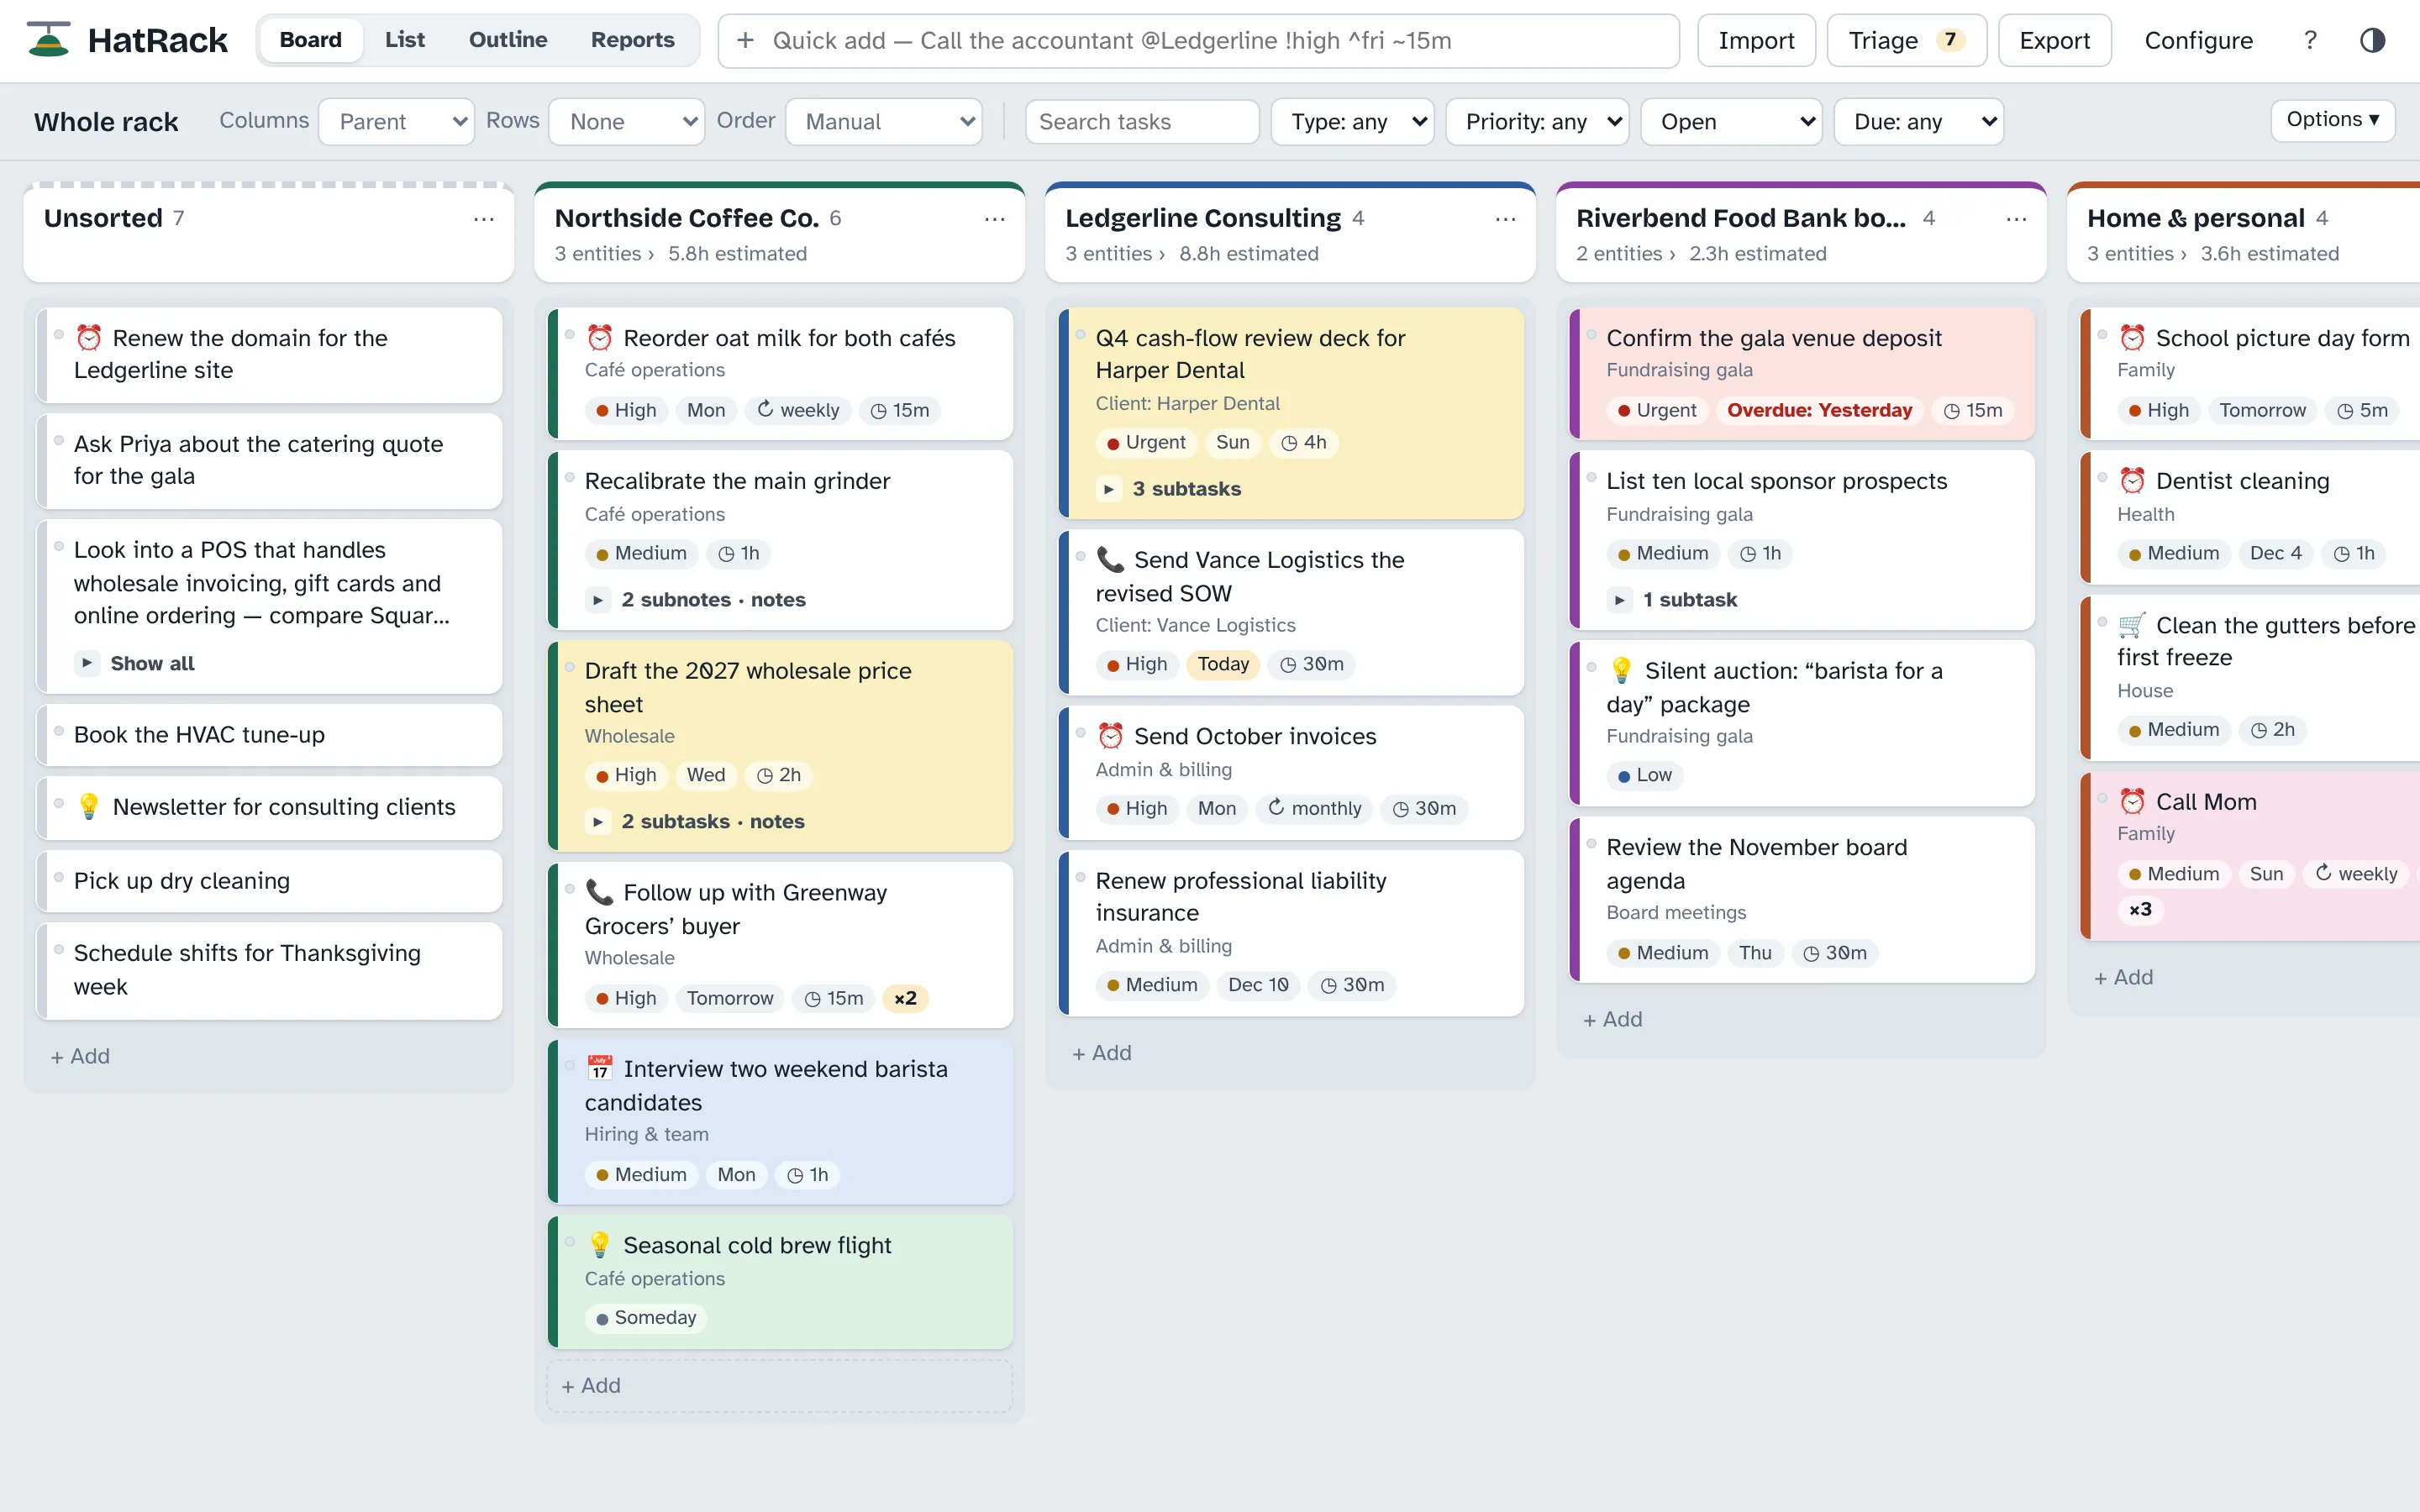 HatRack
Board List Outline Reports
+ Quick add — Call the accountant @Ledgerline !high ^fri ~15m
Import Triage 7 Export Configure ?
Whole rack Columns Parent Rows None Order Manual Search tasks Type: any Priority: any Open Due: any Options ▾
Unsorted 7 ···
⏰ Renew the domain for the
Ledgerline site
Ask Priya about the catering quote
for the gala
Look into a POS that handles
wholesale invoicing, gift cards and
online ordering — compare Squar...
▸ Show all
Book the HVAC tune-up
💡 Newsletter for consulting clients
Pick up dry cleaning
Schedule shifts for Thanksgiving
week
+ Add
Northside Coffee Co. 6 ···
3 entities › 5.8h estimated
⏰ Reorder oat milk for both cafés
Café operations
High Mon ↻ weekly ◷ 15m
Recalibrate the main grinder
Café operations
Medium ◷ 1h
▸ 2 subnotes · notes
Draft the 2027 wholesale price
sheet
Wholesale
High Wed ◷ 2h
▸ 2 subtasks · notes
📞 Follow up with Greenway
Grocers’ buyer
Wholesale
High Tomorrow ◷ 15m ×2
📅 Interview two weekend barista
candidates
Hiring & team
Medium Mon ◷ 1h
💡 Seasonal cold brew flight
Café operations
Someday
+ Add
Ledgerline Consulting 4 ···
3 entities › 8.8h estimated
Q4 cash-flow review deck for
Harper Dental
Client: Harper Dental
Urgent Sun ◷ 4h
▸ 3 subtasks
📞 Send Vance Logistics the
revised SOW
Client: Vance Logistics
High Today ◷ 30m
⏰ Send October invoices
Admin & billing
High Mon ↻ monthly ◷ 30m
Renew professional liability
insurance
Admin & billing
Medium Dec 10 ◷ 30m
+ Add
Riverbend Food Bank bo... 4 ···
2 entities › 2.3h estimated
Confirm the gala venue deposit
Fundraising gala
Urgent Overdue: Yesterday ◷ 15m
List ten local sponsor prospects
Fundraising gala
Medium ◷ 1h
▸ 1 subtask
💡 Silent auction: “barista for a
day” package
Fundraising gala
Low
Review the November board
agenda
Board meetings
Medium Thu ◷ 30m
+ Add
Home & personal 4
3 entities › 3.6h estimated
⏰ School picture day form
Family
High Tomorrow ◷ 5m
⏰ Dentist cleaning
Health
Medium Dec 4 ◷ 1h
🛒 Clean the gutters before
first freeze
House
Medium ◷ 2h
⏰ Call Mom
Family
Medium Sun ↻ weekly
×3
+ Add